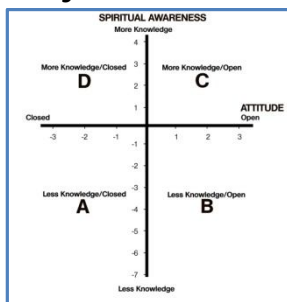 SPIRITUAL AWARENESS
More Knowledge
4
More Knowledge/Closed
More Knowledge/Open
3
D
C
2
1
ATTITUDE
Closed
Open
-3
-2
-1
1
2
3
-1
-2
Less Knowledge/Closed
Less Knowledge/Open
-3
A
B
-4
-5
-6
-7
Less Knowledge